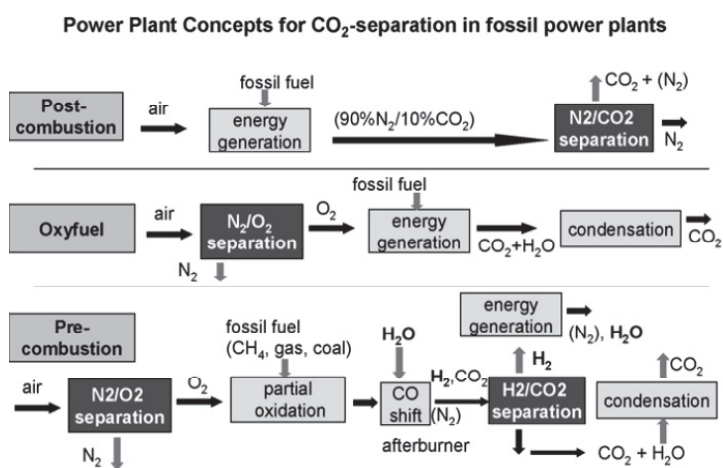 Power Plant Concepts for CO₂-separation in fossil power plants
Post-
combustion
air
fossil fuel
energy
generation
(90%N₂/10%CO₂)
CO₂ + (N₂)
N2/CO2
separation
N₂
Oxyfuel
air
N₂/O₂
separation
N₂
O₂
fossil fuel
energy
generation
CO₂+H₂O
condensation
CO₂
Pre-
combustion
air
N2/O2
separation
N₂
O₂
fossil fuel
(CH₄, gas, coal)
partial
oxidation
H₂O
CO
shift
afterburner
H₂,CO₂
(N₂)
H2/CO2
separation
H₂
energy
generation
(N₂), H₂O
CO₂ + H₂O
condensation
CO₂